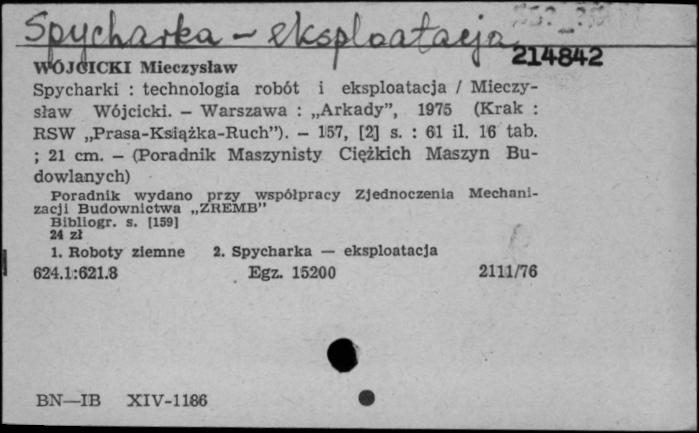 Spycharka – eksploatacja
214842
WÓJCICKI Mieczysław
Spycharki : technologia robót i eksploatacja / Mieczy-
sław Wójcicki. – Warszawa : „Arkady”, 1975 (Krak :
RSW „Prasa-Książka-Ruch”). – 157, [2] s. : 61 il. 16 tab.
; 21 cm. – (Poradnik Maszynisty Ciężkich Maszyn Bu-
dowlanych)
Poradnik wydano przy współpracy Zjednoczenia Mechani-
zacji Budownictwa „ZREMB”
Bibliogr. s. [159]
24 zł
1. Roboty ziemne 2. Spycharka — eksploatacja
624.1:621.8 Egz. 15200 2111/76
BN—IB XIV-1186